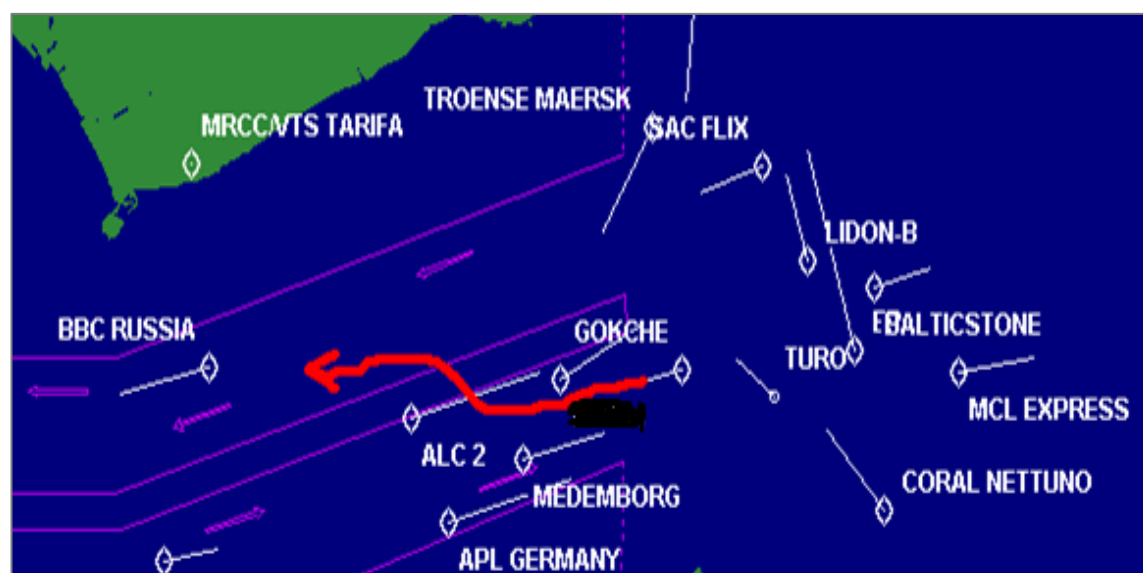 TROENSE MAERSK
MRCC/VTS TARIFA
SAC FLIX
LIDON-B
BBC RUSSIA
GOKCHE
BALTICSTONE
TURO
MCL EXPRESS
ALC 2
CORAL NETTUNO
MEDEMBORG
APL GERMANY